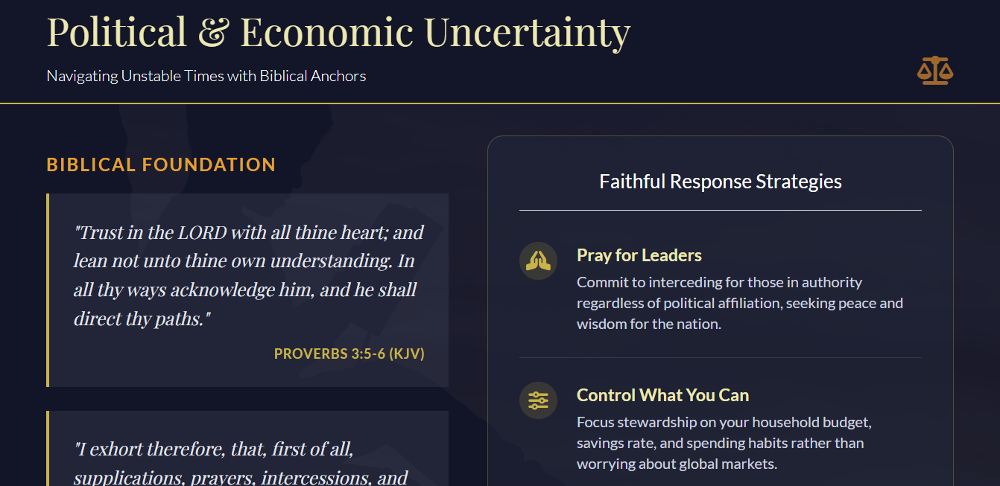 Political & Economic Uncertainty
Navigating Unstable Times with Biblical Anchors
BIBLICAL FOUNDATION
"Trust in the LORD with all thine heart; and
lean not unto thine own understanding. In
all thy ways acknowledge him, and he shall
direct thy paths."
PROVERBS 3:5-6 (KJV)
"I exhort therefore, that, first of all,
supplications, prayers, intercessions, and
Faithful Response Strategies
Pray for Leaders
Commit to interceding for those in authority
regardless of political affiliation, seeking peace and
wisdom for the nation.
Control What You Can
Focus stewardship on your household budget,
savings rate, and spending habits rather than
worrying about global markets.